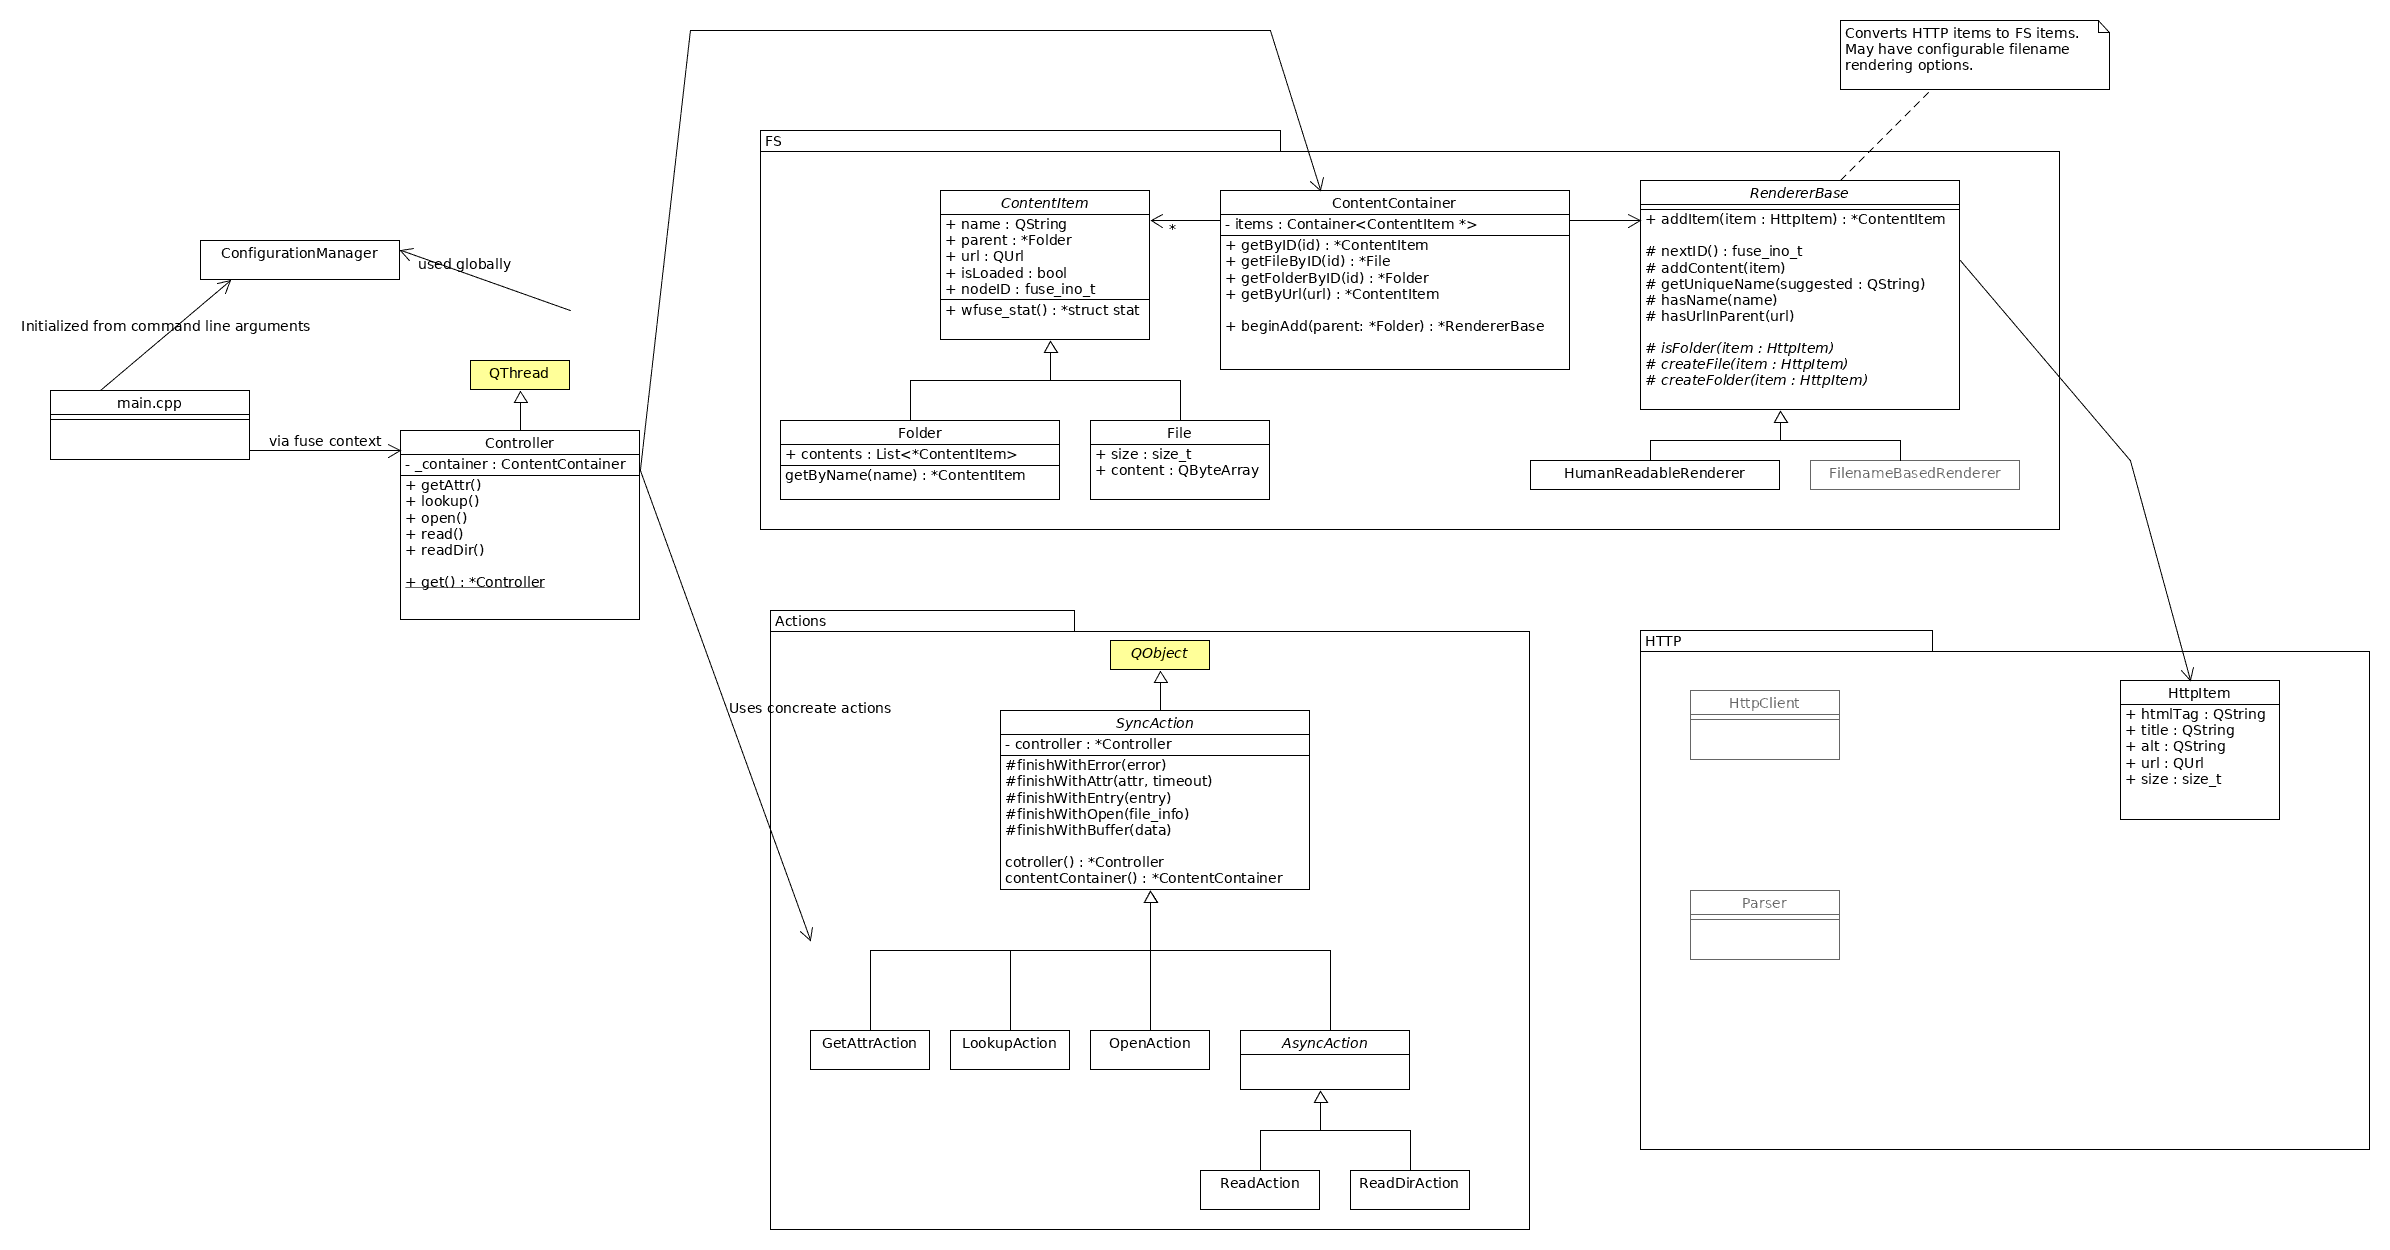 Converts HTTP items to FS items.
May have configurable filename
rendering options.
FS
ContentItem
+ name : QString
+ parent : *Folder
+ url : QUrl
+ isLoaded : bool
+ nodeID : fuse_ino_t
+ wfuse_stat() : *struct stat
*
ContentContainer
- items : Container<ContentItem *>
+ getByID(id) : *ContentItem
+ getFileByID(id) : *File
+ getFolderByID(id) : *Folder
+ getByUrl(url) : *ContentItem
+ beginAdd(parent: *Folder) : *RendererBase
RendererBase
+ addItem(item : HttpItem) : *ContentItem
# nextID() : fuse_ino_t
# addContent(item)
# getUniqueName(suggested : QString)
# hasName(name)
# hasUrlInParent(url)
# isFolder(item : HttpItem)
# createFile(item : HttpItem)
# createFolder(item : HttpItem)
Folder
+ contents : List<*ContentItem>
getByName(name) : *ContentItem
File
+ size : size_t
+ content : QByteArray
HumanReadableRenderer
FilenameBasedRenderer
ConfigurationManager
used globally
Initialized from command line arguments
main.cpp
via fuse context
QThread
Controller
- _container : ContentContainer
+ getAttr()
+ lookup()
+ open()
+ read()
+ readDir()
+ get() : *Controller
Actions
Uses concreate actions
QObject
SyncAction
- controller : *Controller
#finishWithError(error)
#finishWithAttr(attr, timeout)
#finishWithEntry(entry)
#finishWithOpen(file_info)
#finishWithBuffer(data)
cotroller() : *Controller
contentContainer() : *ContentContainer
GetAttrAction
LookupAction
OpenAction
AsyncAction
ReadAction
ReadDirAction
HTTP
HttpClient
Parser
HttpItem
+ htmlTag : QString
+ title : QString
+ alt : QString
+ url : QUrl
+ size : size_t